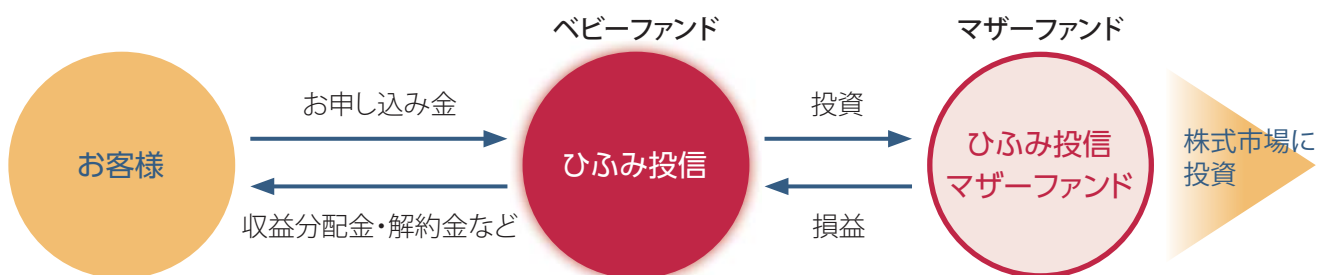 ベビーファンド
マザーファンド
お客様
お申し込み金
収益分配金・解約金など
ひふみ投信
投資
損益
ひふみ投信
マザーファンド
株式市場に
投資